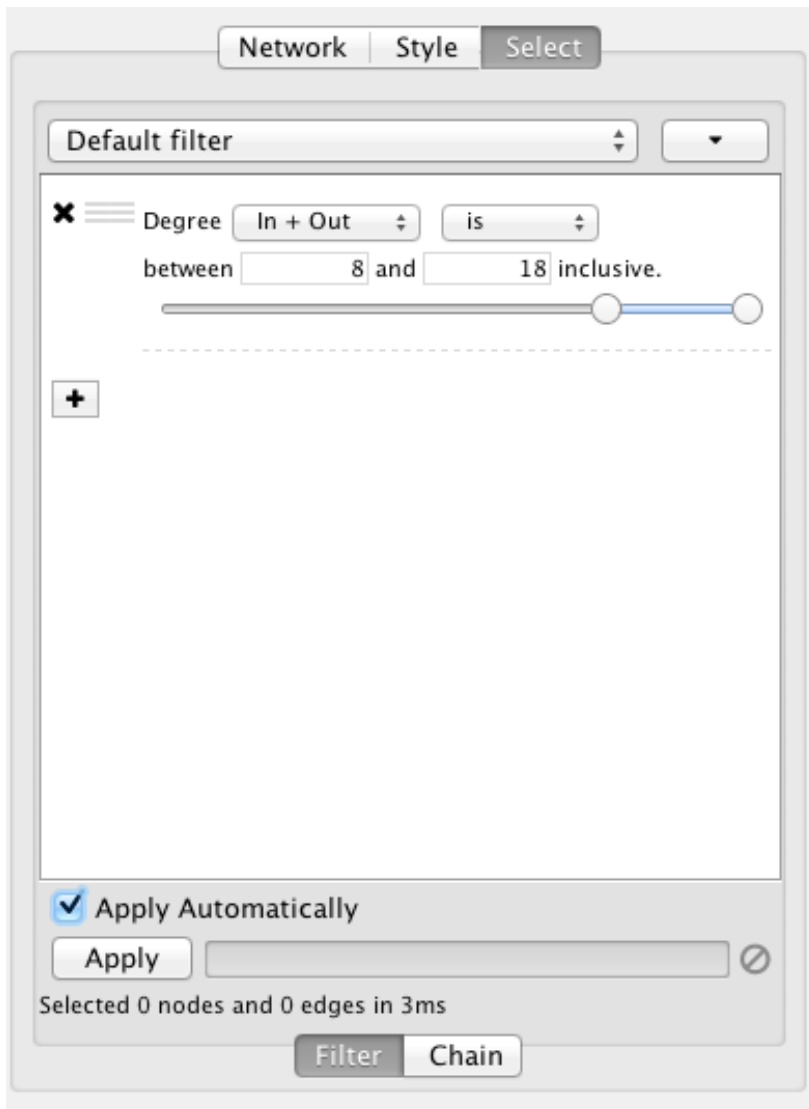 Network Style Select
Default filter
Degree In + Out is
between 8 and 18 inclusive.
Apply Automatically
Apply
Selected 0 nodes and 0 edges in 3ms
Filter Chain